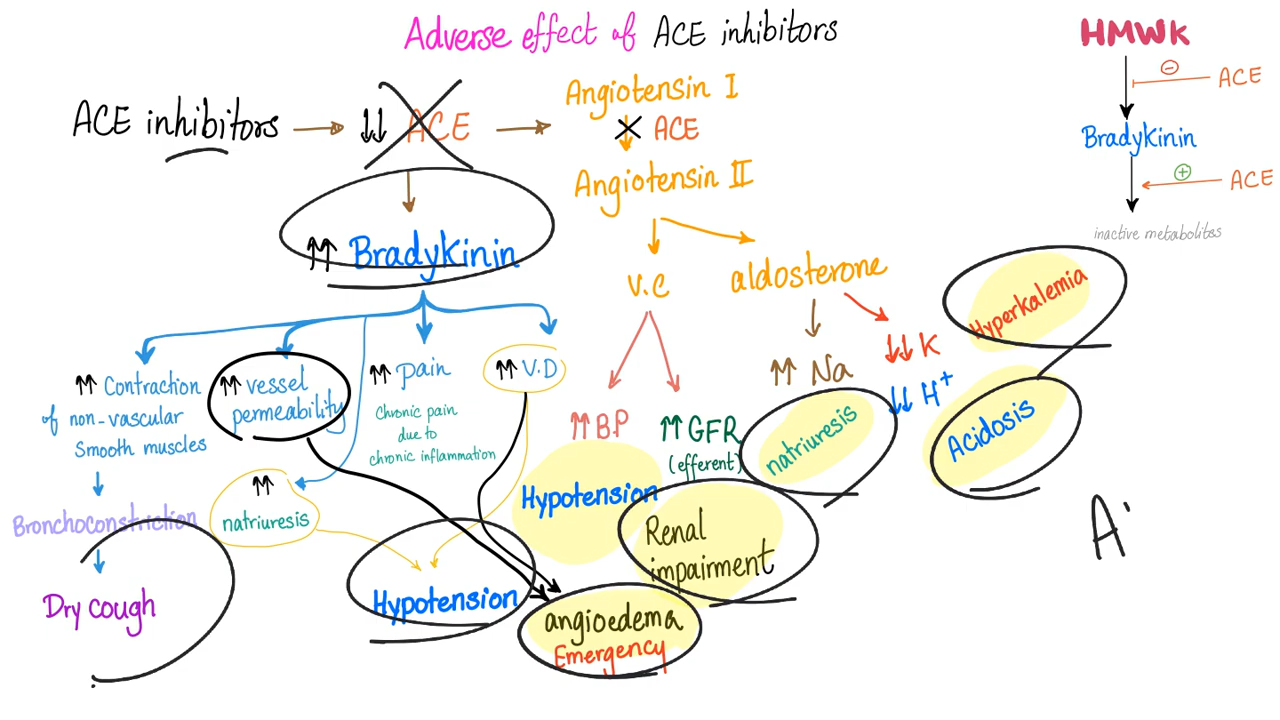 Adverse effect of ACE inhibitors
HMWK
⊖ ACE
Bradykinin
⊕ ACE
inactive metabolites
ACE inhibitors → ↓↓ ACE →
Angiotensin I
ACE
Angiotensin II
↑↑ Bradykinin
V.C
aldosterone
↑↑ Contraction
of non-vascular
Smooth muscles
Bronchoconstriction
Dry cough
↑↑ vessel
permeability
↑↑
natriuresis
↑↑ pain
Chronic pain
due to
chronic inflammation
↑↑ V.D
Hypotension
angioedema
Emergency
↑↑ BP
Hypotension
↑↑ GFR
(efferent)
Renal
impairment
↑↑ Na
natriuresis
↓↓ K
↓↓ H+
Hyperkalemia
Acidosis
A